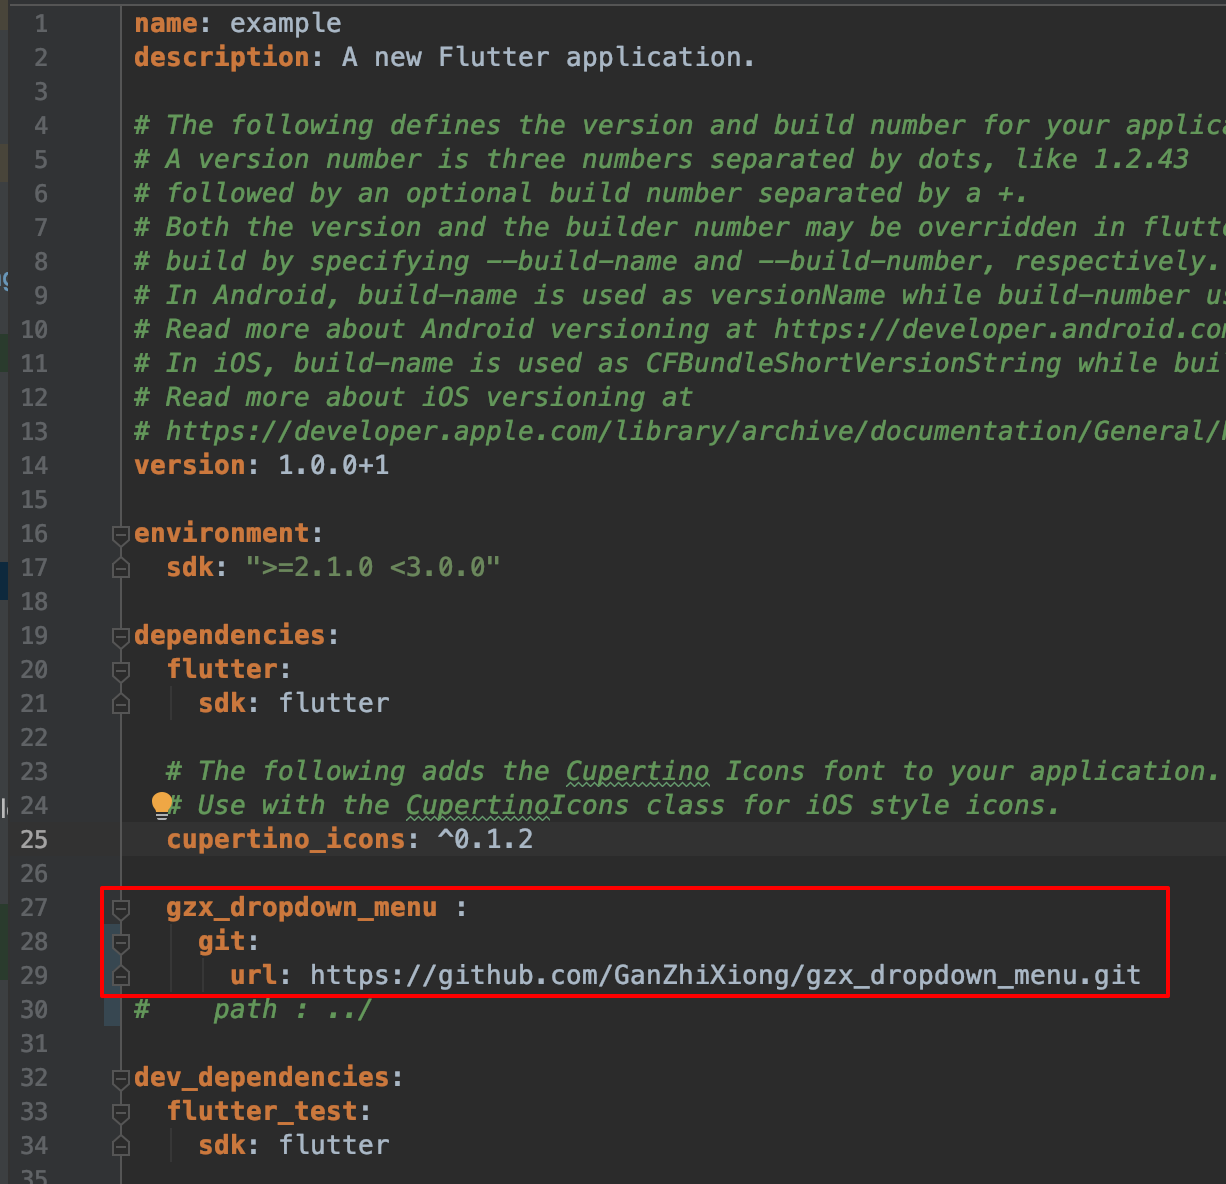 1 name: example
2 description: A new Flutter application.
3
4 # The following defines the version and build number for your applic
5 # A version number is three numbers separated by dots, like 1.2.43
6 # followed by an optional build number separated by a +.
7 # Both the version and the builder number may be overridden in flutt
8 # build by specifying --build-name and --build-number, respectively.
9 # In Android, build-name is used as versionName while build-number u
10 # Read more about Android versioning at https://developer.android.co
11 # In iOS, build-name is used as CFBundleShortVersionString while bui
12 # Read more about iOS versioning at
13 # https://developer.apple.com/library/archive/documentation/General/
14 version: 1.0.0+1
15
16 environment:
17 sdk: ">=2.1.0 <3.0.0"
18
19 dependencies:
20 flutter:
21 sdk: flutter
22
23 # The following adds the Cupertino Icons font to your application.
24 # Use with the CupertinoIcons class for iOS style icons.
25 cupertino_icons: ^0.1.2
26
27 gzx_dropdown_menu :
28 git:
29 url: https://github.com/GanZhiXiong/gzx_dropdown_menu.git
30 # path : ../
31
32 dev_dependencies:
33 flutter_test:
34 sdk: flutter
35